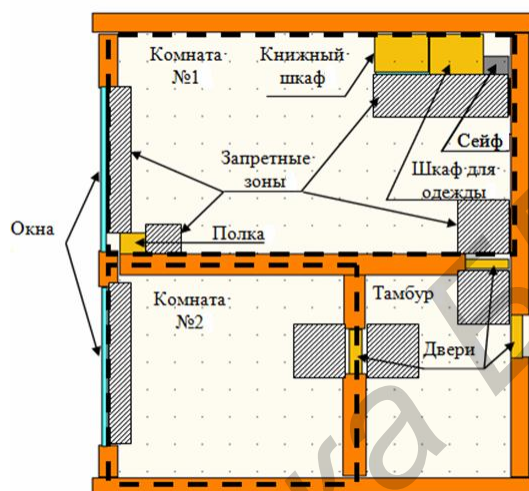 Комната
№1
Книжный
шкаф
Сейф
Запретные
зоны
Шкаф для
одежды
Окна
Полка
Комната
№2
Тамбур
Двери